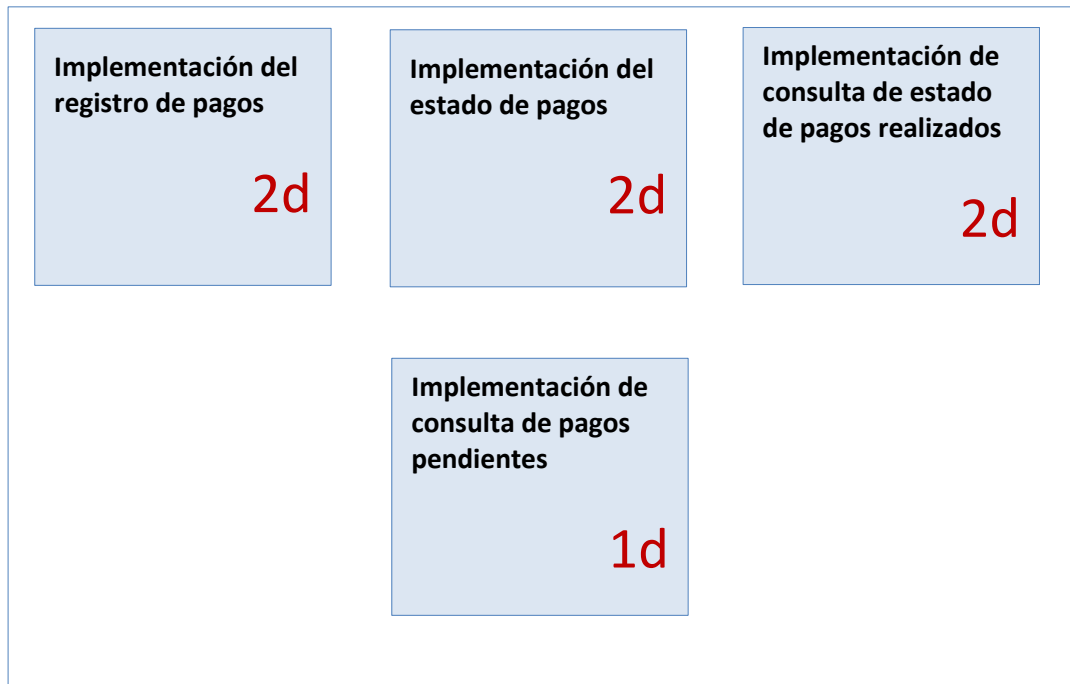 Implementación del
registro de pagos
2d
Implementación del
estado de pagos
2d
Implementación de
consulta de estado
de pagos realizados
2d
Implementación de
consulta de pagos
pendientes
1d